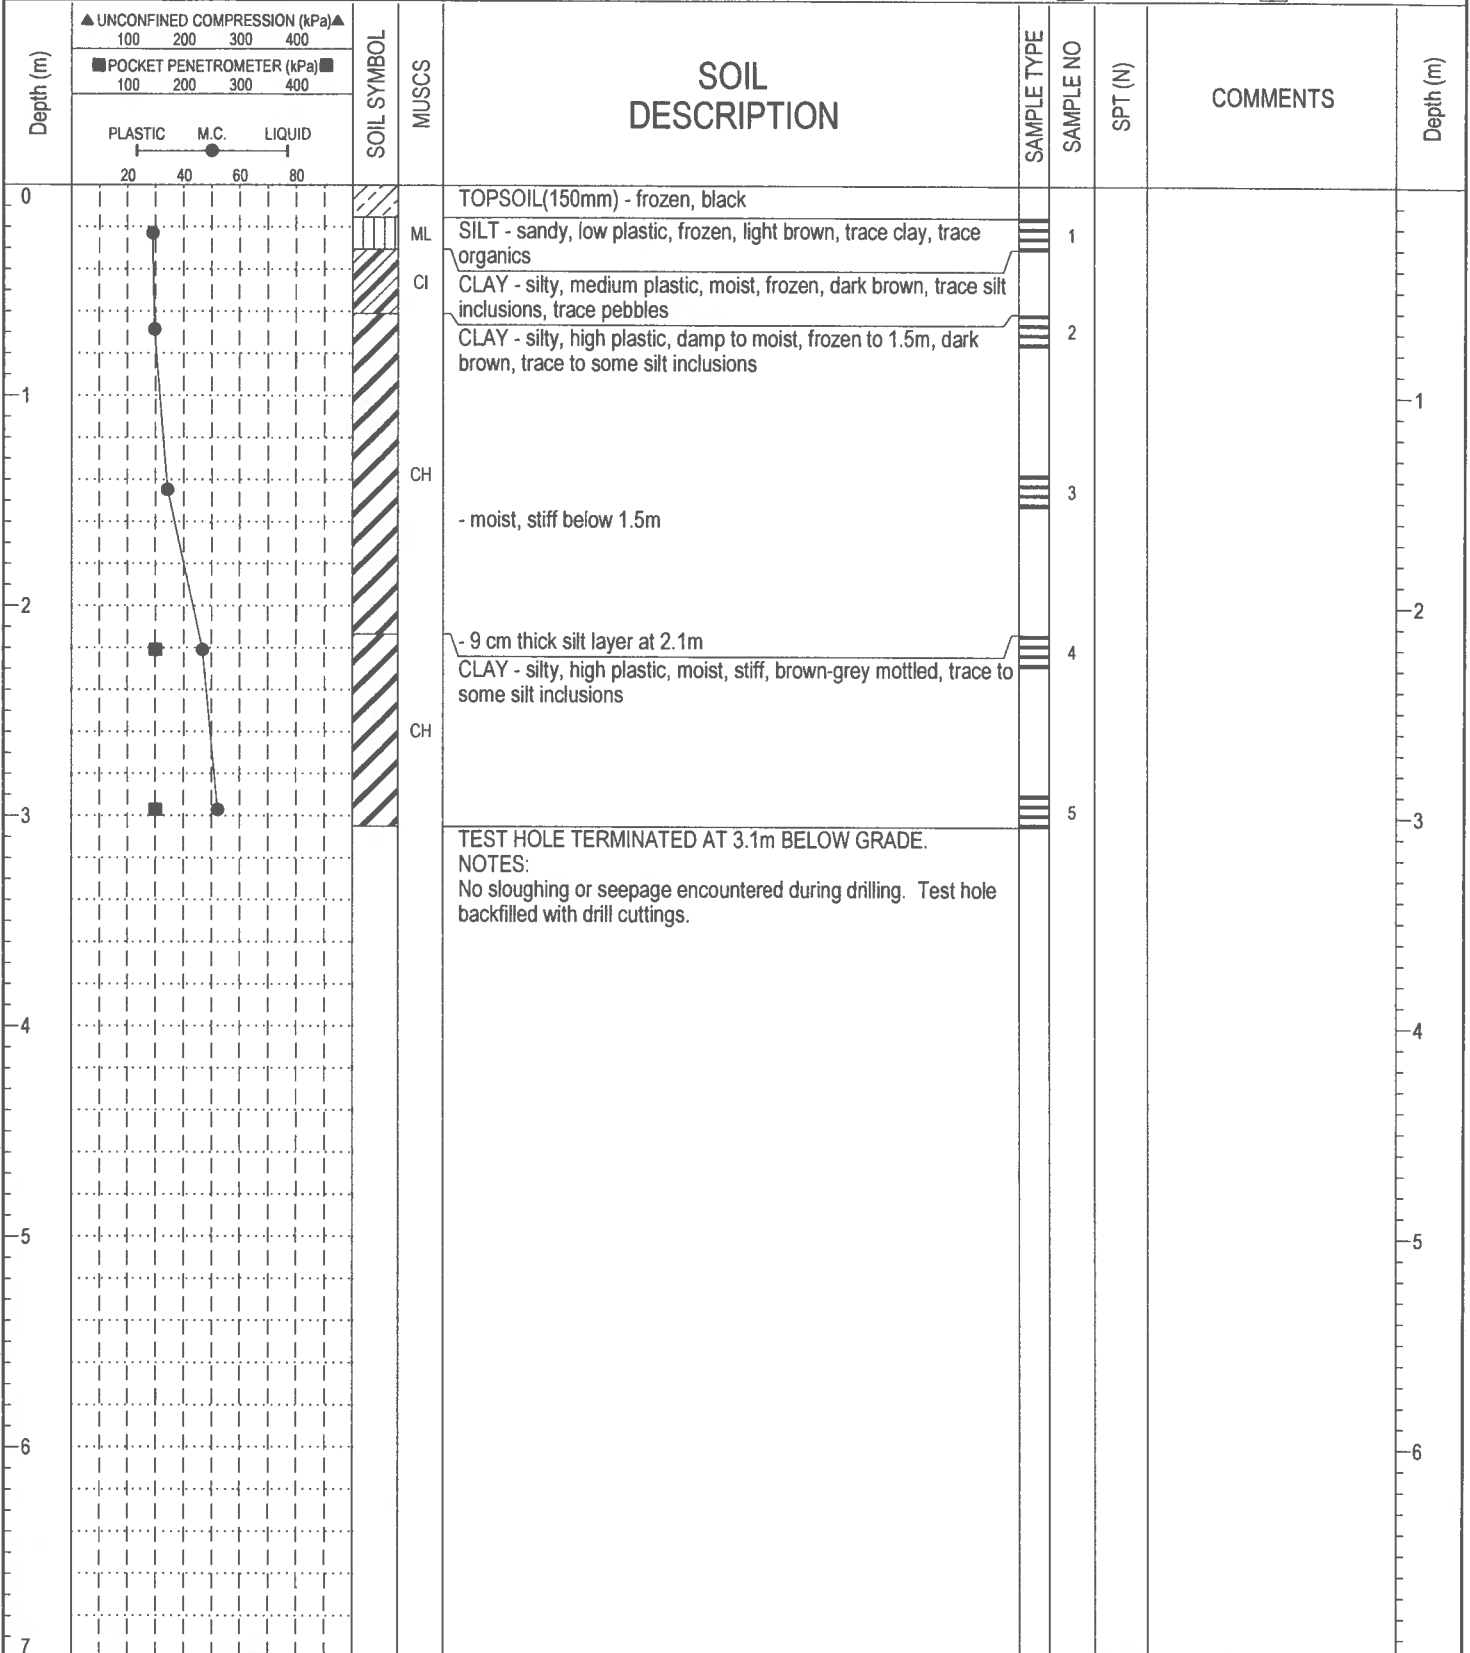 ▲ UNCONFINED COMPRESSION (kPa) ▲
100 200 300 400
■ POCKET PENETROMETER (kPa) ■
100 200 300 400
PLASTIC M.C. LIQUID
20 40 60 80
Depth (m)
SOIL SYMBOL
MUSCS
SOIL
DESCRIPTION
SAMPLE TYPE
SAMPLE NO
SPT (N)
COMMENTS
Depth (m)
0
TOPSOIL(150mm) - frozen, black
ML
SILT - sandy, low plastic, frozen, light brown, trace clay, trace
organics
1
CI
CLAY - silty, medium plastic, moist, frozen, dark brown, trace silt
inclusions, trace pebbles
2
CLAY - silty, high plastic, damp to moist, frozen to 1.5m, dark
brown, trace to some silt inclusions
1
1
CH
3
- moist, stiff below 1.5m
2
2
- 9 cm thick silt layer at 2.1m
4
CLAY - silty, high plastic, moist, stiff, brown-grey mottled, trace to
some silt inclusions
CH
3
5
3
TEST HOLE TERMINATED AT 3.1m BELOW GRADE.
NOTES:
No sloughing or seepage encountered during drilling. Test hole
backfilled with drill cuttings.
4
4
5
5
6
6
7